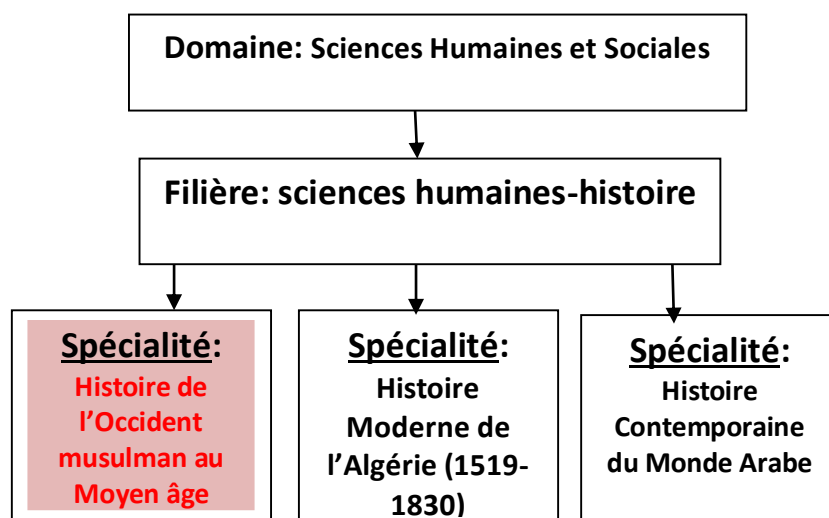 Domaine: Sciences Humaines et Sociales
Filière: sciences humaines-histoire
Spécialité:
Histoire de
l’Occident
musulman au
Moyen âge
Spécialité:
Histoire
Moderne de
l’Algérie (1519-
1830)
Spécialité:
Histoire
Contemporaine
du Monde Arabe